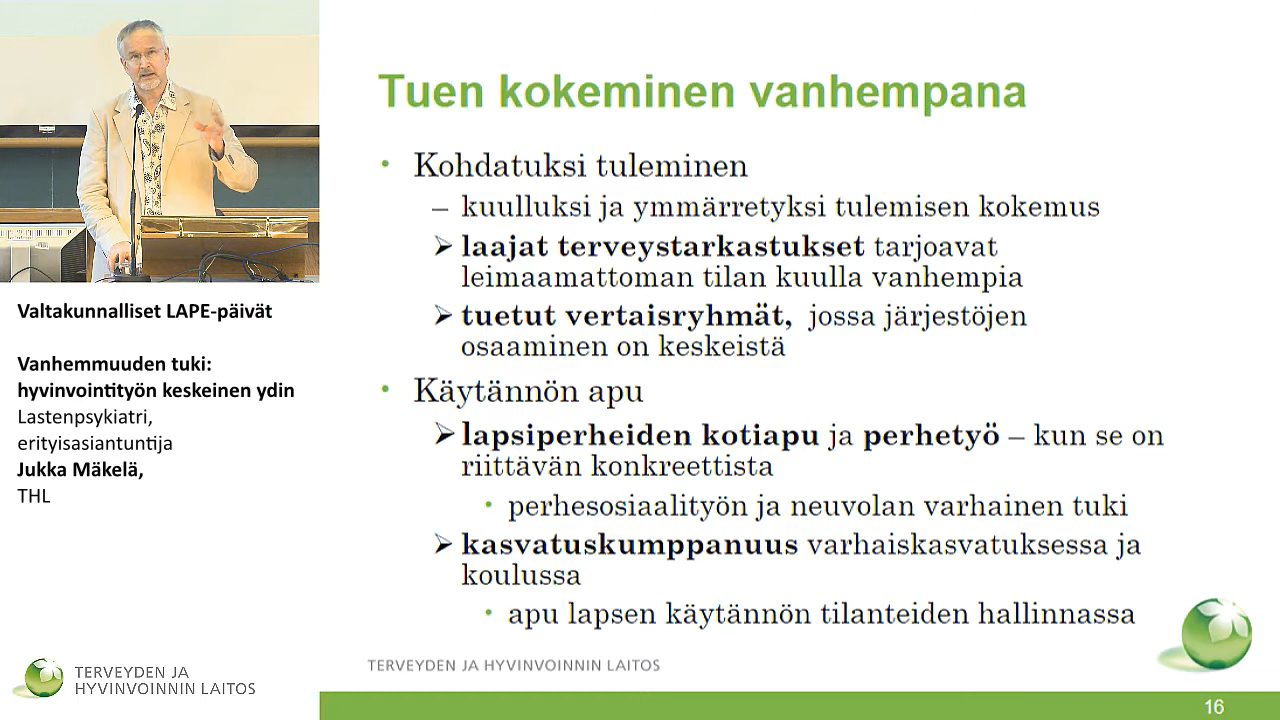 Valtakunnalliset LAPE-päivät
Vanhemmuuden tuki:
hyvinvointityön keskeinen ydin
Lastenpsykiatri,
erityisasiantuntija
Jukka Mäkelä,
THL
TERVEYDEN JA
HYVINVOINNIN LAITOS
Tuen kokeminen vanhempana
• Kohdatuksi tuleminen
– kuulluksi ja ymmärretyksi tulemisen kokemus
➢ laajat terveystarkastukset tarjoavat
leimaamattoman tilan kuulla vanhempia
➢ tuetut vertaisryhmät, jossa järjestöjen
osaaminen on keskeistä
• Käytännön apu
➢ lapsiperheiden kotiapu ja perhetyö – kun se on
riittävän konkreettista
• perhesosiaalityön ja neuvolan varhainen tuki
➢ kasvatuskumppanuus varhaiskasvatuksessa ja
koulussa
• apu lapsen käytännön tilanteiden hallinnassa
TERVEYDEN JA HYVINVOINNIN LAITOS
16